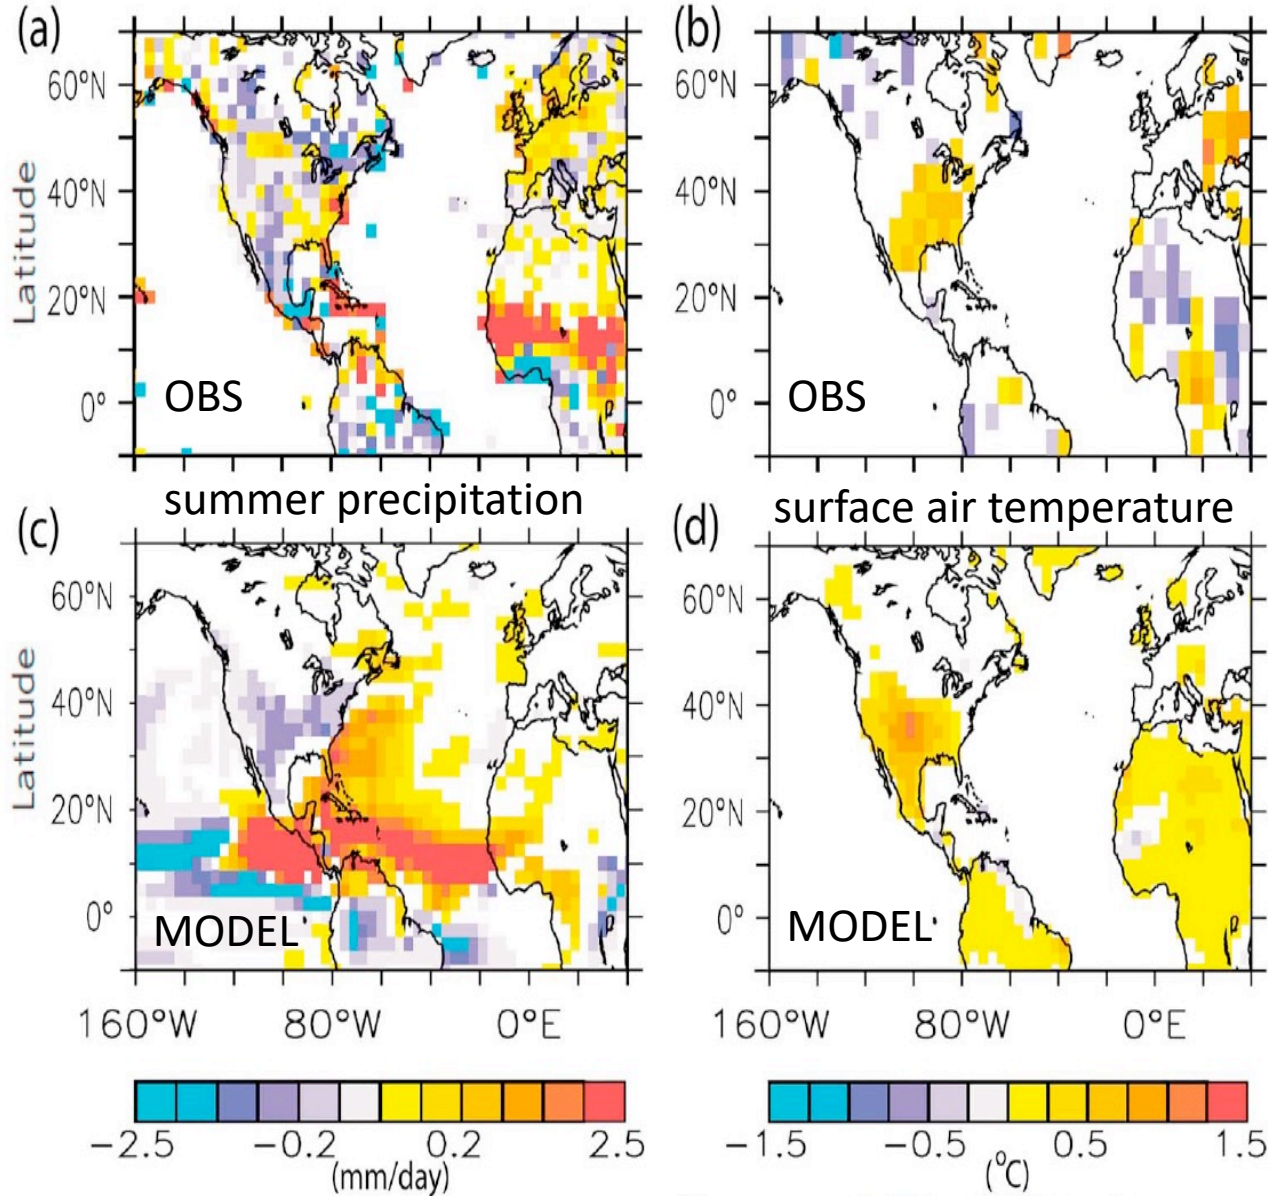 (a)
(b)
Latitude
60°N
40°N
20°N
0°
OBS
60°N
40°N
20°N
0°
OBS
summer precipitation
surface air temperature
(c)
(d)
Latitude
60°N
40°N
20°N
0°
MODEL
60°N
40°N
20°N
0°
MODEL
160°W 80°W 0°E
160°W 80°W 0°E
−2.5 −0.2 0.2 2.5
(mm/day)
−1.5 −0.5 0.5 1.5
(°C)